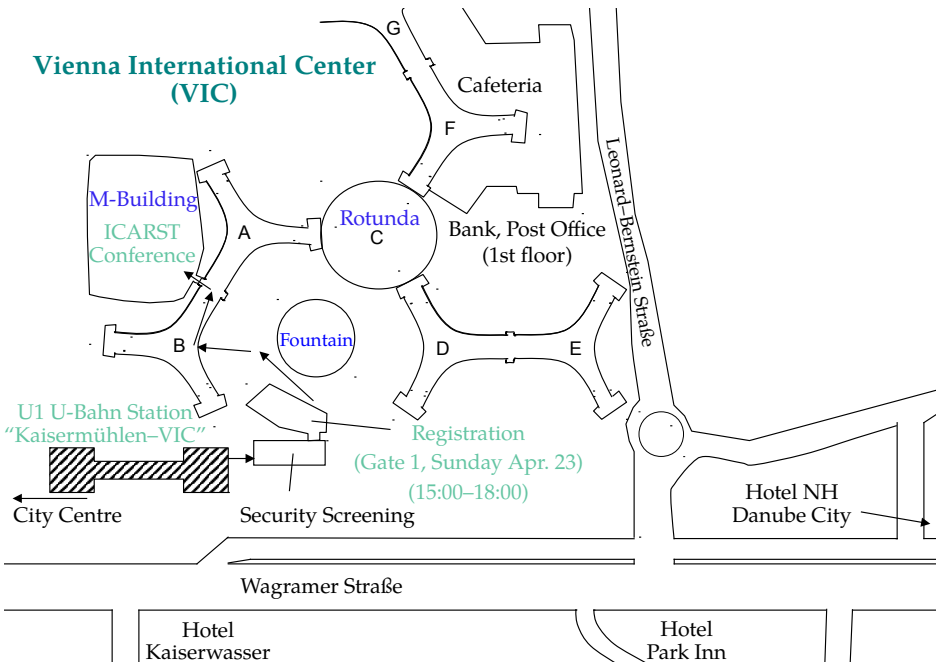 G
Vienna International Center
(VIC)
Cafeteria
F
Leonard–Bernstein Straße
M-Building
ICARST
Conference
A
Rotunda
C
Bank, Post Office
(1st floor)
B
Fountain
D
E
U1 U-Bahn Station
“Kaisermühlen–VIC”
Registration
(Gate 1, Sunday Apr. 23)
(15:00–18:00)
City Centre
Security Screening
Hotel NH
Danube City
Wagramer Straße
Hotel
Kaiserwasser
Hotel
Park Inn